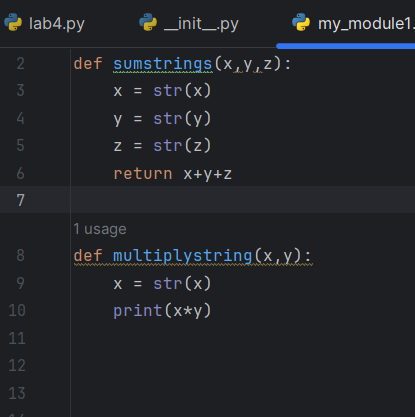 lab4.py __init__.py my_module1.
2 def sumstrings(x,y,z):
3 x = str(x)
4 y = str(y)
5 z = str(z)
6 return x+y+z
7
1 usage
8 def multiplystring(x,y):
9 x = str(x)
10 print(x*y)
11
12
13